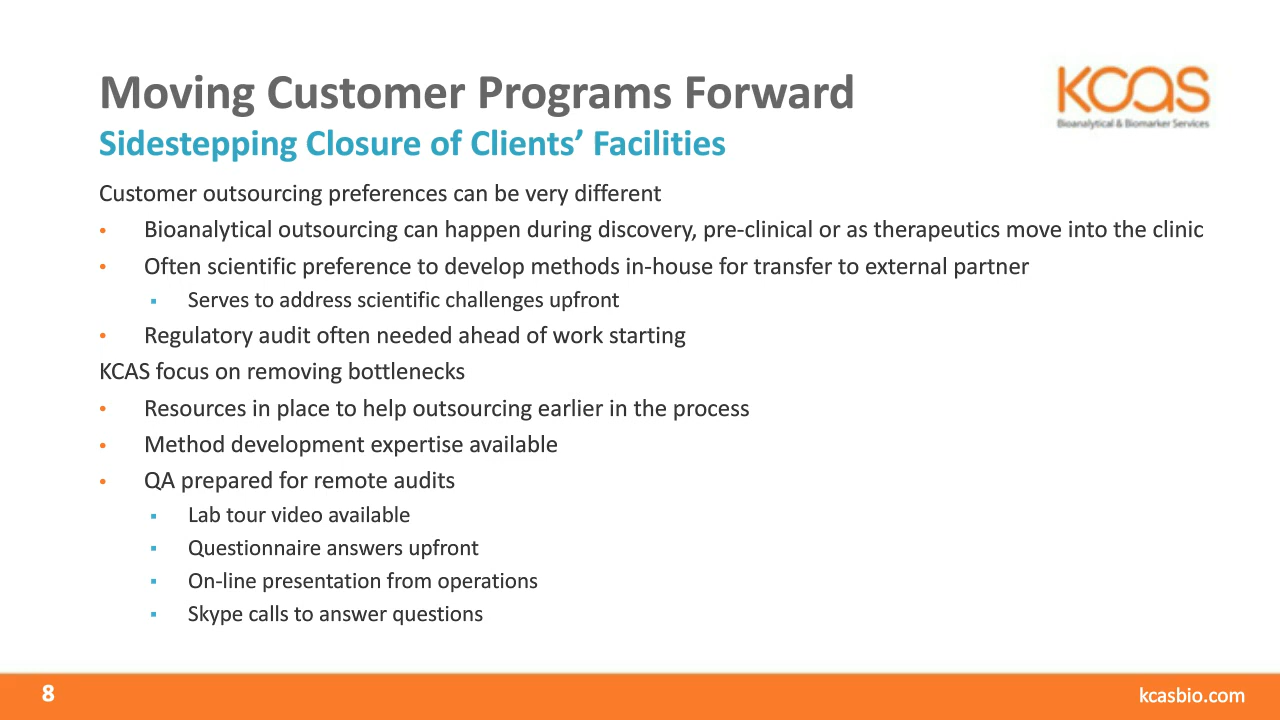 Moving Customer Programs Forward
KCAS
Bioanalytical & Biomarker Services
Sidestepping Closure of Clients’ Facilities
Customer outsourcing preferences can be very different
• Bioanalytical outsourcing can happen during discovery, pre-clinical or as therapeutics move into the clinic
• Often scientific preference to develop methods in-house for transfer to external partner
▪ Serves to address scientific challenges upfront
• Regulatory audit often needed ahead of work starting
KCAS focus on removing bottlenecks
• Resources in place to help outsourcing earlier in the process
• Method development expertise available
• QA prepared for remote audits
▪ Lab tour video available
▪ Questionnaire answers upfront
▪ On-line presentation from operations
▪ Skype calls to answer questions
8
kcasbio.com